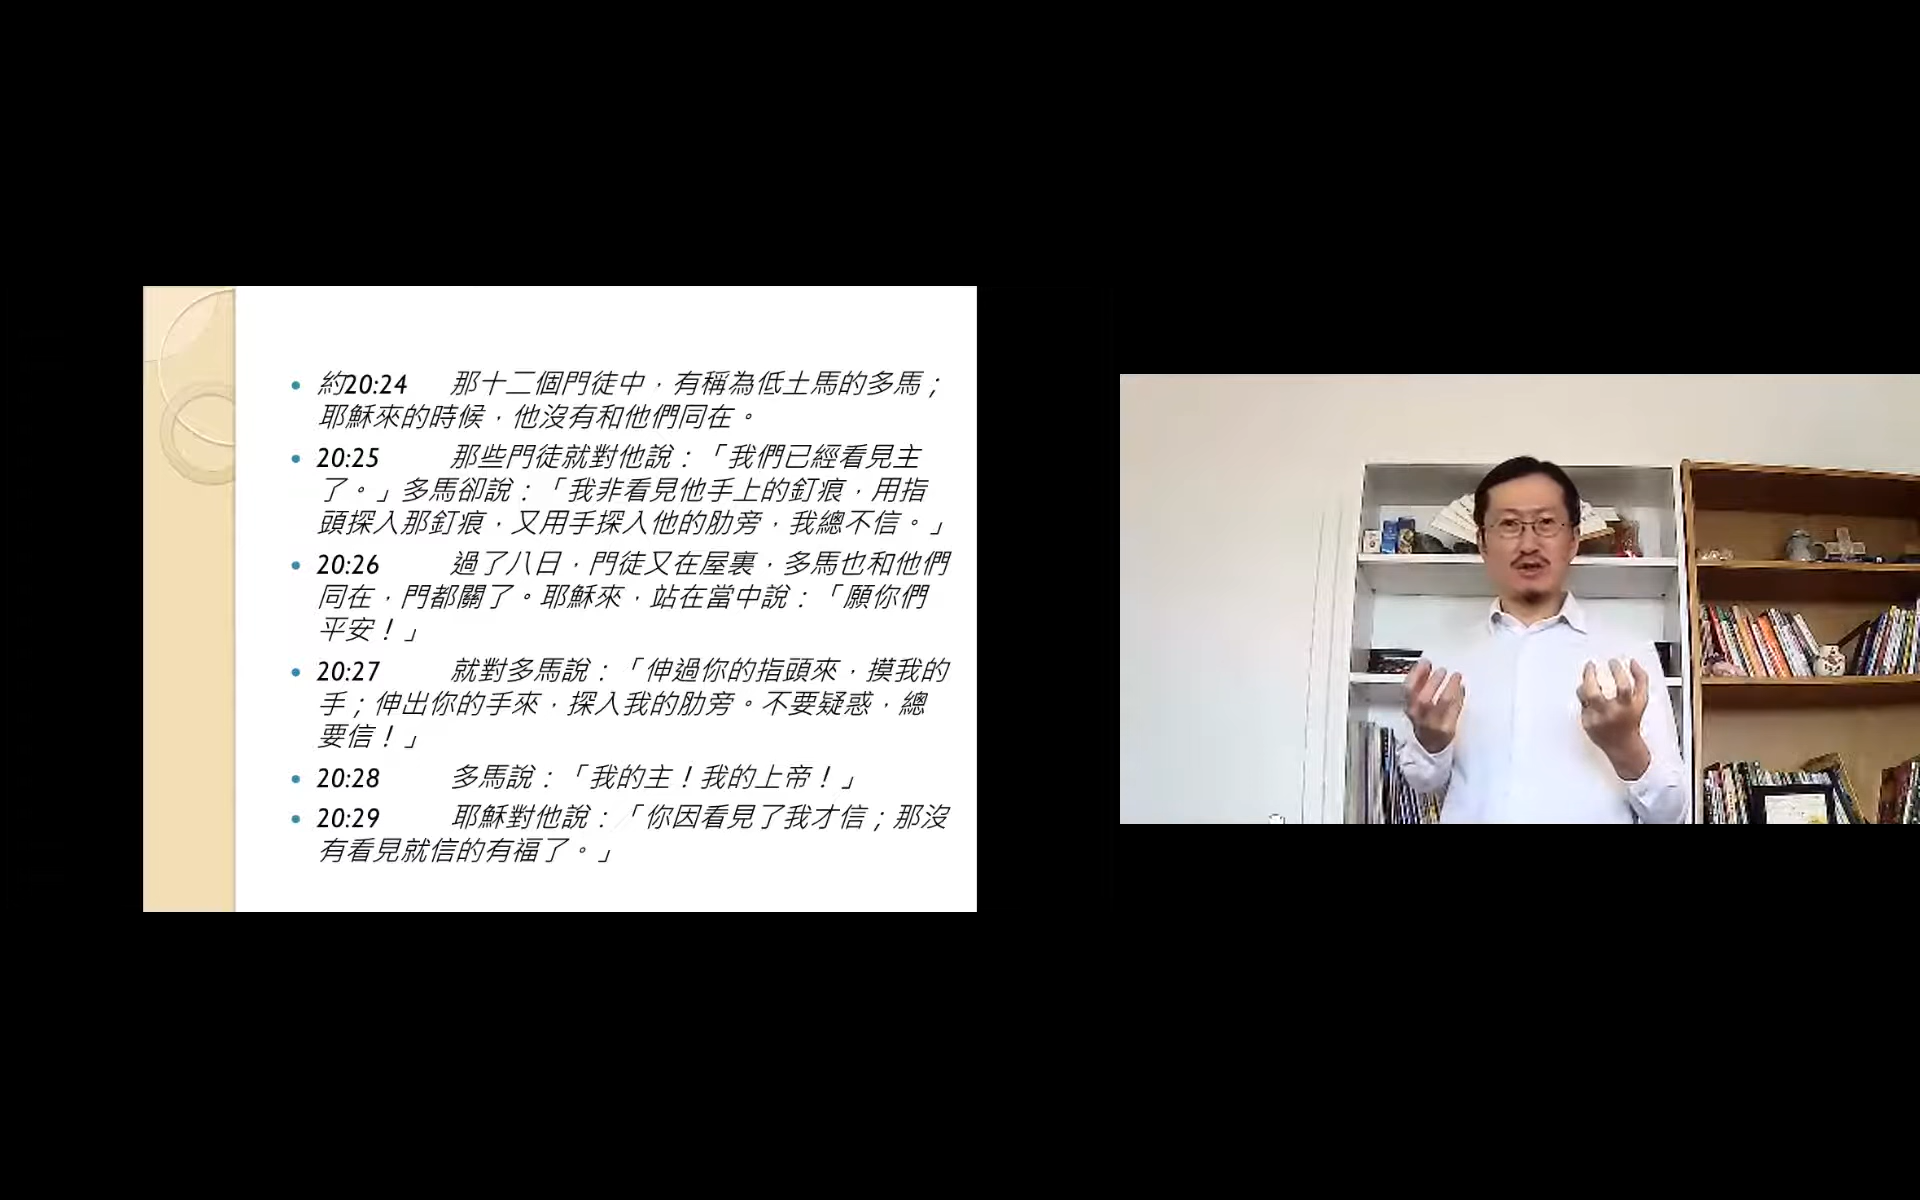 約20:24 那十二個門徒中，有稱為低土馬的多馬；
耶穌來的時候，他沒有和他們同在。
20:25 那些門徒就對他說：「我們已經看見主
了。」多馬卻說：「我非看見他手上的釘痕，用指
頭探入那釘痕，又用手探入他的肋旁，我總不信。」
20:26 過了八日，門徒又在屋裏，多馬也和他們
同在，門都關了。耶穌來，站在當中說：「願你們
平安！」
20:27 就對多馬說：「伸過你的指頭來，摸我的
手；伸出你的手來，探入我的肋旁。不要疑惑，總
要信！」
20:28 多馬說：「我的主！我的上帝！」
20:29 耶穌對他說：「你因看見了我才信；那沒
有看見就信的有福了。」